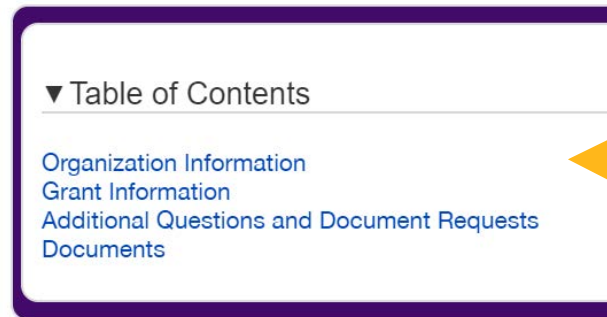 ▼ Table of Contents
Organization Information
Grant Information
Additional Questions and Document Requests
Documents